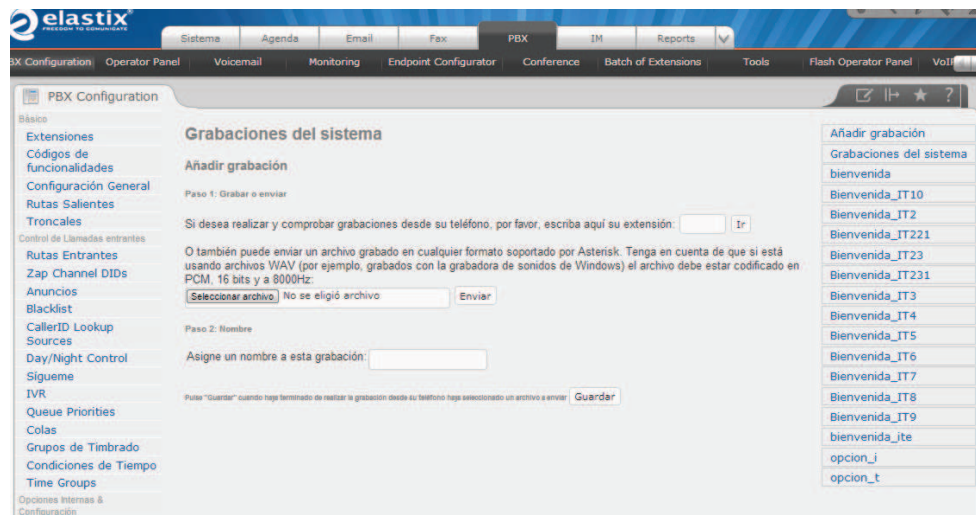 elastix
FREEDOM TO COMMUNICATE
Sistema
Agenda
Email
Fax
PBX
IM
Reports
BX Configuration
Operator Panel
Voicemail
Monitoring
Endpoint Configurator
Conference
Batch of Extensions
Tools
Flash Operator Panel
VoIP
PBX Configuration
Básico
Extensiones
Códigos de
funcionalidades
Configuración General
Rutas Salientes
Troncales
Control de Llamadas entrantes
Rutas Entrantes
Zap Channel DIDs
Anuncios
Blacklist
CallerID Lookup
Sources
Day/Night Control
Sígueme
IVR
Queue Priorities
Colas
Grupos de Timbrado
Condiciones de Tiempo
Time Groups
Opciones Internas &
Configuración
Grabaciones del sistema
Añadir grabación
Paso 1: Grabar o enviar
Si desea realizar y comprobar grabaciones desde su teléfono, por favor, escriba aquí su extensión:
Ir
O también puede enviar un archivo grabado en cualquier formato soportado por Asterisk. Tenga en cuenta de que si está
usando archivos WAV (por ejemplo, grabados con la grabadora de sonidos de Windows) el archivo debe estar codificado en
PCM, 16 bits y a 8000Hz:
Seleccionar archivo No se eligió archivo
Enviar
Paso 2: Nombre
Asigne un nombre a esta grabación:
Pulse "Guardar" cuando haya terminado de realizar la grabación desde su teléfono haya seleccionado un archivo a enviar
Guardar
Añadir grabación
Grabaciones del sistema
bienvenida
Bienvenida_IT10
Bienvenida_IT2
Bienvenida_IT221
Bienvenida_IT23
Bienvenida_IT231
Bienvenida_IT3
Bienvenida_IT4
Bienvenida_IT5
Bienvenida_IT6
Bienvenida_IT7
Bienvenida_IT8
Bienvenida_IT9
bienvenida_ite
opcion_i
opcion_t